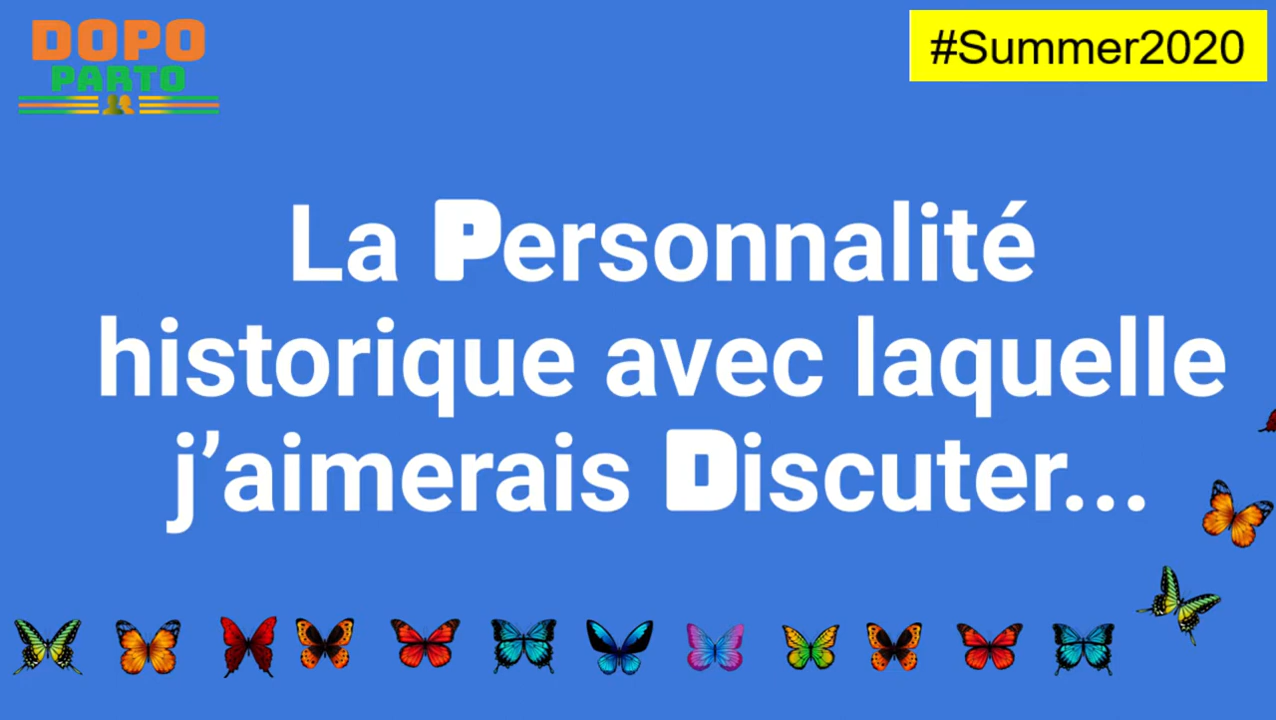 DOPO
PARTO
#Summer2020
La Personnalité
historique avec laquelle
j’aimerais Discuter...